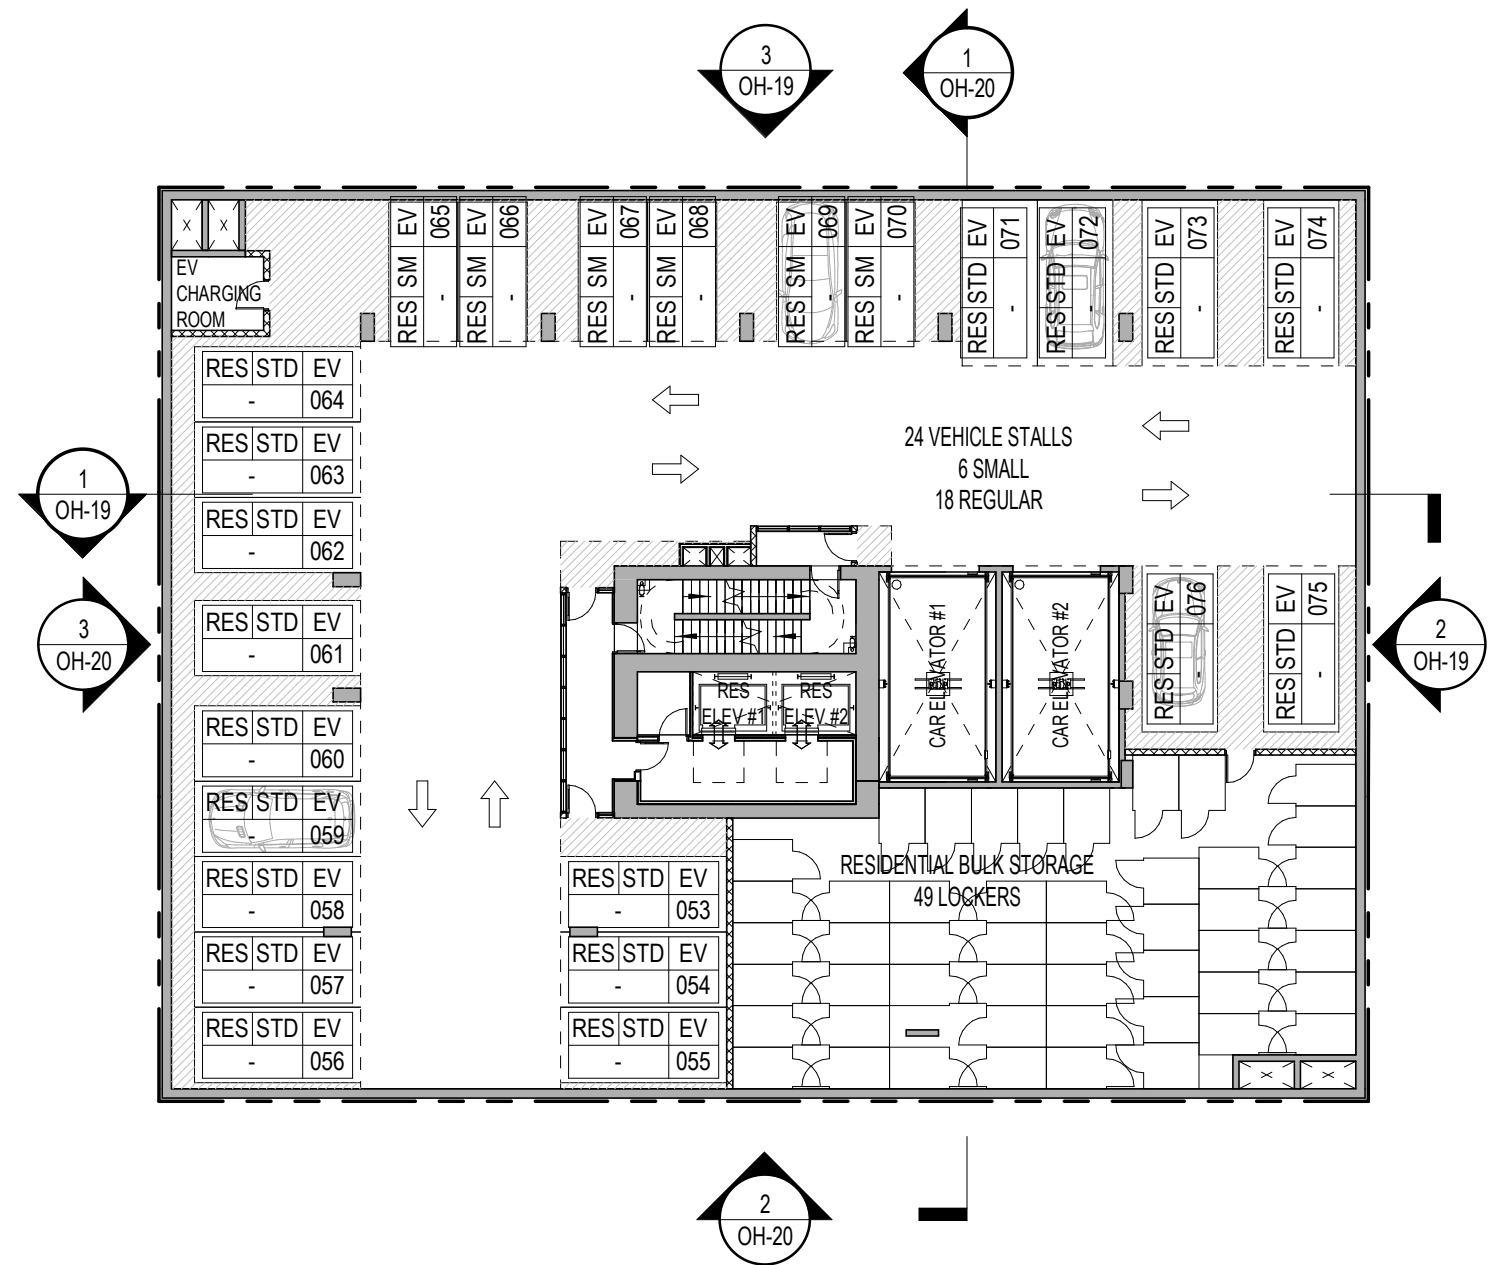 3
OH-19
1
OH-20
RES SM EV
- 065
RES SM EV
- 066
RES SM EV
- 067
RES SM EV
- 068
RES SM EV
- 069
RES SM EV
- 070
RES STD EV
- 071
RES STD EV
- 072
RES STD EV
- 073
RES STD EV
- 074
X X
EV
CHARGING
ROOM
RES STD EV
- 064
RES STD EV
- 063
RES STD EV
- 062
RES STD EV
- 061
RES STD EV
- 060
RES STD EV
- 059
RES STD EV
- 058
RES STD EV
- 057
RES STD EV
- 056
1
OH-19
3
OH-20
24 VEHICLE STALLS
6 SMALL
18 REGULAR
RES
ELEV #1
RES
ELEV #2
CAR ELEVATOR #1
CAR ELEVATOR #2
RES STD EV
- 076
RES STD EV
- 075
2
OH-19
RES STD EV
- 053
RES STD EV
- 054
RES STD EV
- 055
RESIDENTIAL BULK STORAGE
49 LOCKERS
X X
2
OH-20